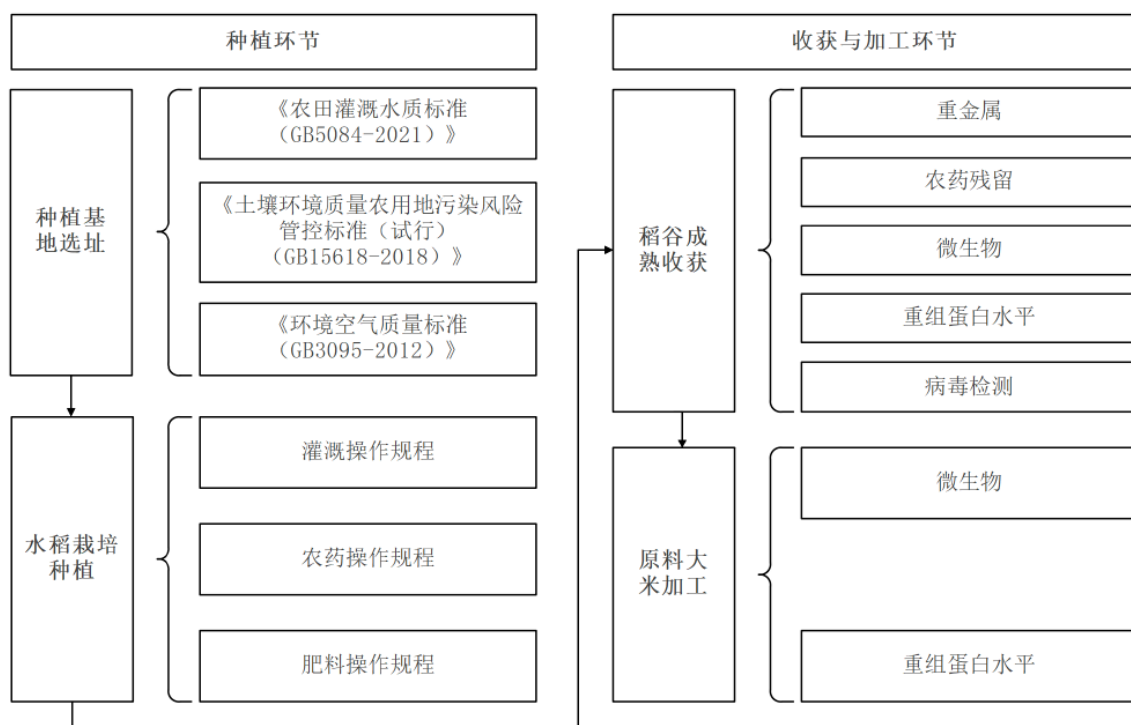 种植环节
种植基
地选址
《农田灌溉水质标准
（GB5084-2021）》
《土壤环境质量农用地污染风险
管控标准（试行）
（GB15618-2018）》
《环境空气质量标准
（GB3095-2012）》
水稻栽培
种植
灌溉操作规程
农药操作规程
肥料操作规程
收获与加工环节
稻谷成
熟收获
重金属
农药残留
微生物
重组蛋白水平
病毒检测
原料大
米加工
微生物
重组蛋白水平